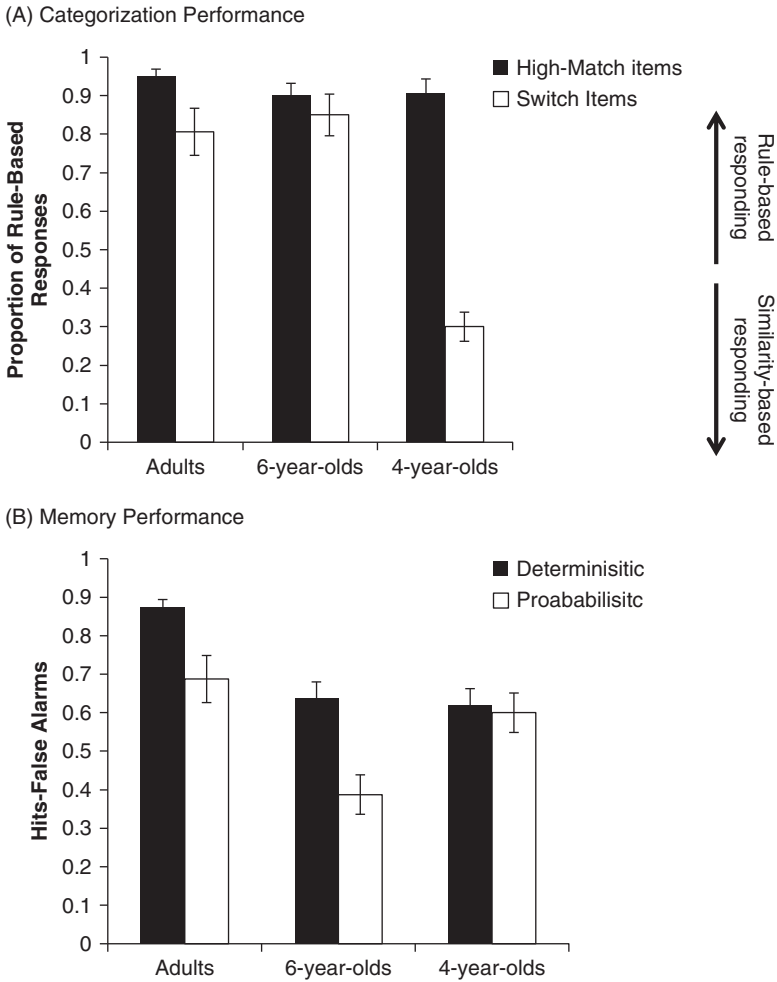 (A) Categorization Performance
Proportion of Rule-Based
Responses
1
0.9
0.8
0.7
0.6
0.5
0.4
0.3
0.2
0.1
0
Adults
6-year-olds
4-year-olds
High-Match items
Switch Items
Rule-based
responding
Similarity-based
responding
(B) Memory Performance
Hits-False Alarms
1
0.9
0.8
0.7
0.6
0.5
0.4
0.3
0.2
0.1
0
Adults
6-year-olds
4-year-olds
Determinisitic
Proababilisitc